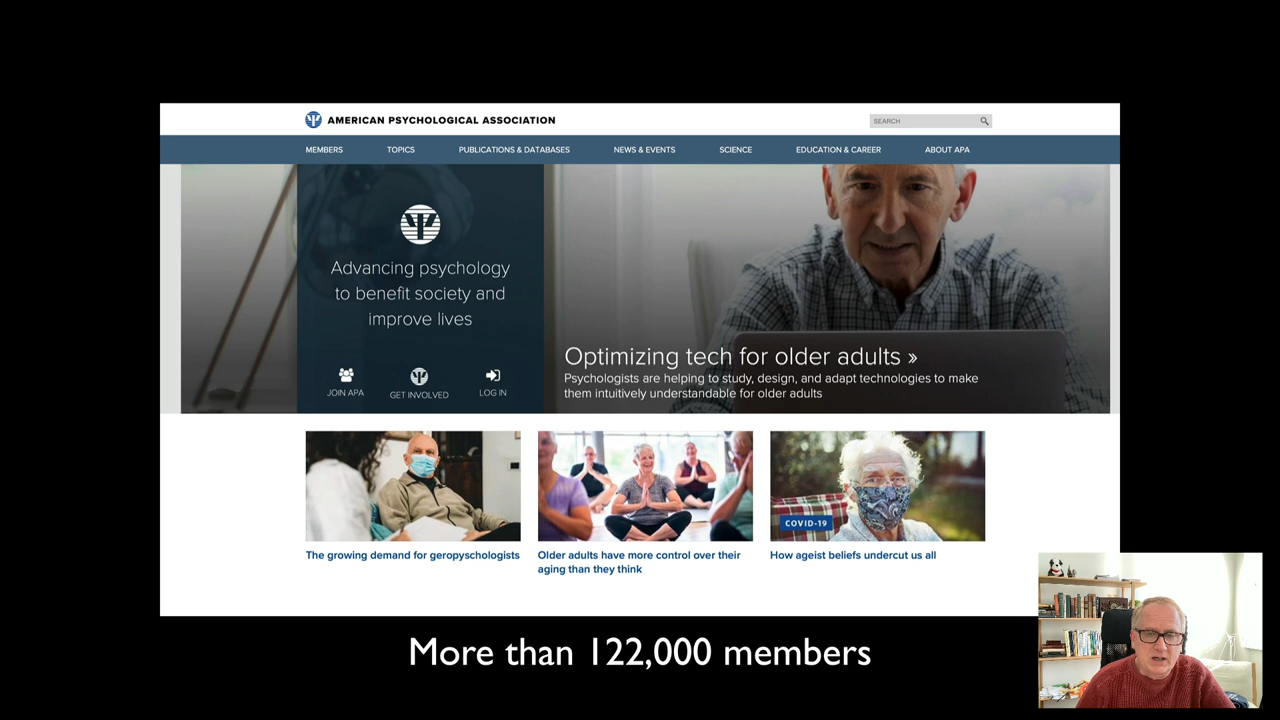 AMERICAN PSYCHOLOGICAL ASSOCIATION
SEARCH
MEMBERS TOPICS PUBLICATIONS & DATABASES NEWS & EVENTS SCIENCE EDUCATION & CAREER ABOUT APA
Advancing psychology
to benefit society and
improve lives
JOIN APA GET INVOLVED LOG IN
Optimizing tech for older adults »
Psychologists are helping to study, design, and adapt technologies to make
them intuitively understandable for older adults
COVID-19
The growing demand for geropyschologists
Older adults have more control over their
aging than they think
How ageist beliefs undercut us all
More than 122,000 members